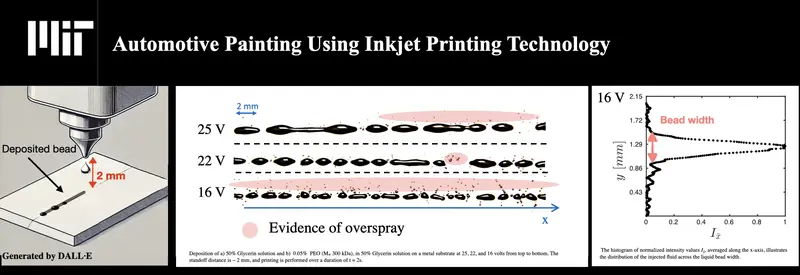 MIT
Automotive Painting Using Inkjet Printing Technology
Deposited bead
2 mm
Generated by DALL·E
2 mm
25 V
22 V
16 V
x
Evidence of overspray
Deposition of a) 50% Glycerin solution and b) 0.05% PEO (Mᵥ 300 kDa), in 50% Glycerin solution on a metal substrate at 25, 22, and 16 volts from top to bottom. The
standoff distance is ~ 2 mm, and printing is performed over a duration of t = 2s.
16 V
2.15
1.72
1.29
0.86
0.43
y [mm]
Bead width
0 0.2 0.4 0.6 0.8 1
I_x̄
The histogram of normalized intensity values I_x̄, averaged along the x-axis, illustrates
the distribution of the injected fluid across the liquid bead width.